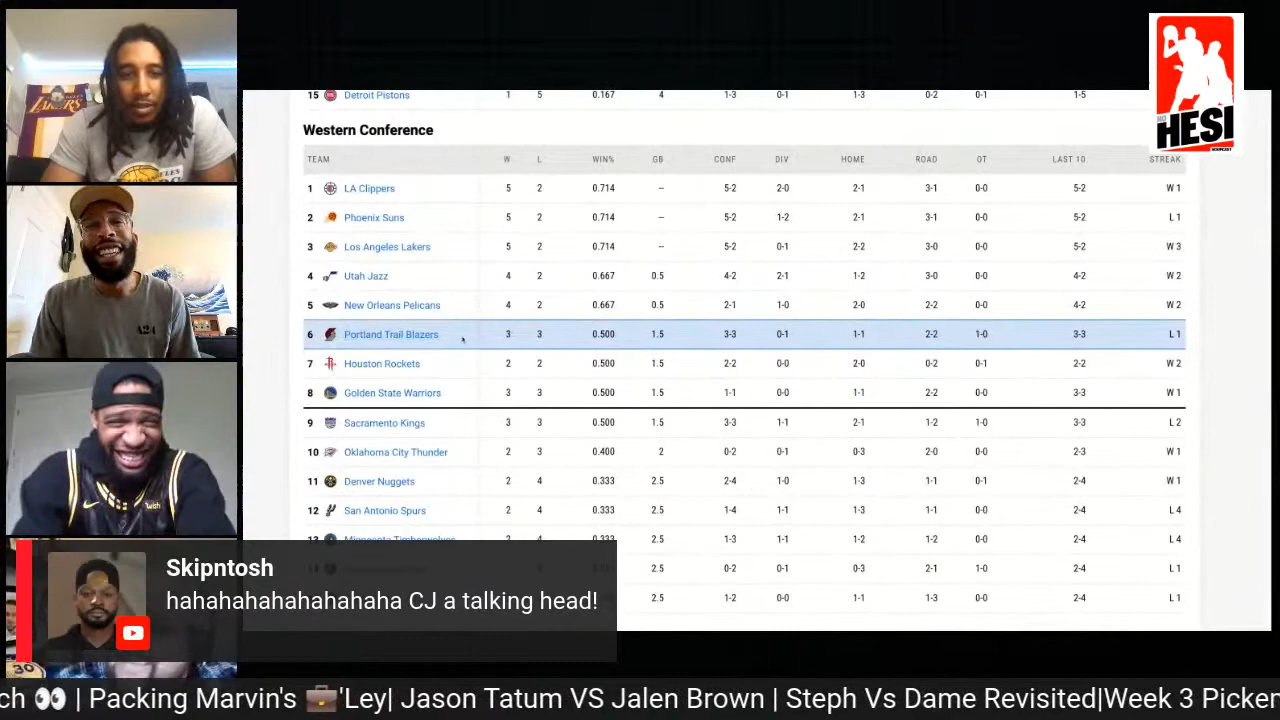 LAKERS
NO
HESI
15 Detroit Pistons 1 5 0.167 4 1-3 0-1 1-3 0-2 0-1 1-5
Western Conference
TEAM W L WIN% GB CONF DIV HOME ROAD OT LAST 10 STREAK
1 LA Clippers 5 2 0.714 -- 5-2 2-0 2-1 3-1 0-0 5-2 W 1
2 Phoenix Suns 5 2 0.714 -- 5-2 1-2 2-1 3-1 0-0 5-2 L 1
3 Los Angeles Lakers 5 2 0.714 -- 5-2 0-1 2-2 3-0 0-0 5-2 W 3
4 Utah Jazz 4 2 0.667 0.5 4-2 2-1 1-2 3-0 0-0 4-2 W 2
5 New Orleans Pelicans 4 2 0.667 0.5 2-1 1-0 2-0 2-2 0-0 4-2 W 2
6 Portland Trail Blazers 3 3 0.500 1.5 3-3 0-1 1-1 2-2 1-0 3-3 L 1
7 Houston Rockets 2 2 0.500 1.5 2-2 0-0 2-0 0-2 0-1 2-2 W 2
8 Golden State Warriors 3 3 0.500 1.5 1-1 0-0 1-1 2-2 0-0 3-3 W 1
9 Sacramento Kings 3 3 0.500 1.5 3-3 1-1 2-1 1-2 1-0 3-3 L 2
10 Oklahoma City Thunder 2 3 0.400 2 0-2 0-1 0-3 2-0 0-0 2-3 W 1
11 Denver Nuggets 2 4 0.333 2.5 2-4 1-0 1-3 1-1 0-1 2-4 W 1
12 San Antonio Spurs 2 4 0.333 2.5 1-4 1-1 1-3 1-1 0-0 2-4 L 4
13 Minnesota Timberwolves 2 4 0.333 2.5 1-3 1-1 1-2 1-2 0-0 2-4 L 4
2.5 0-2 0-1 0-3 2-1 1-0 2-4 L 1
2.5 1-2 0-0 1-1 1-3 0-0 2-4 L 1
A24
wish
Skipntosh
hahahahahahahahaha CJ a talking head!
30
ch 👀 | Packing Marvin's 💼'Ley| Jason Tatum VS Jalen Brown | Steph Vs Dame Revisited|Week 3 Picker